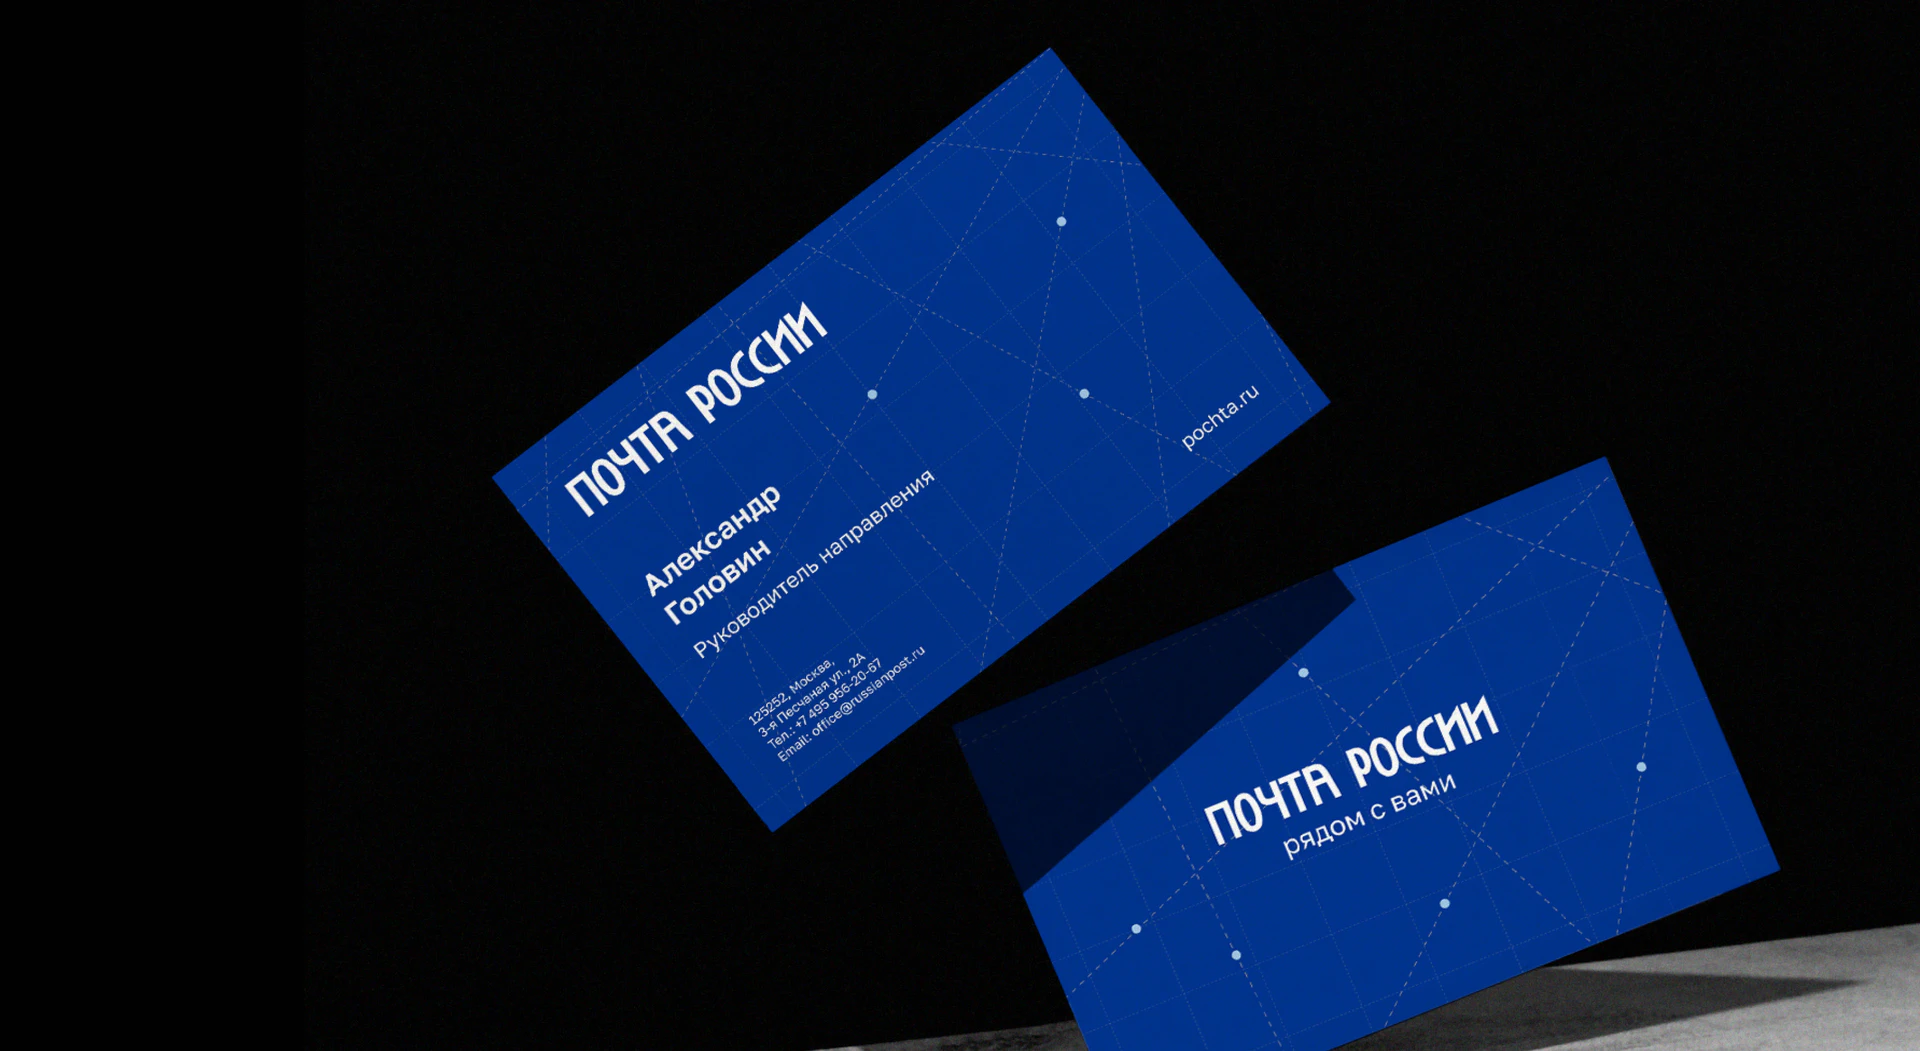 ПОЧТА РОССИИ
Александр
Головин
Руководитель направления
125252, Москва,
3-я Песчаная ул., 2А
Тел.: +7 495 956-20-67
Email: office@russianpost.ru
pochta.ru
ПОЧТА РОССИИ
рядом с вами